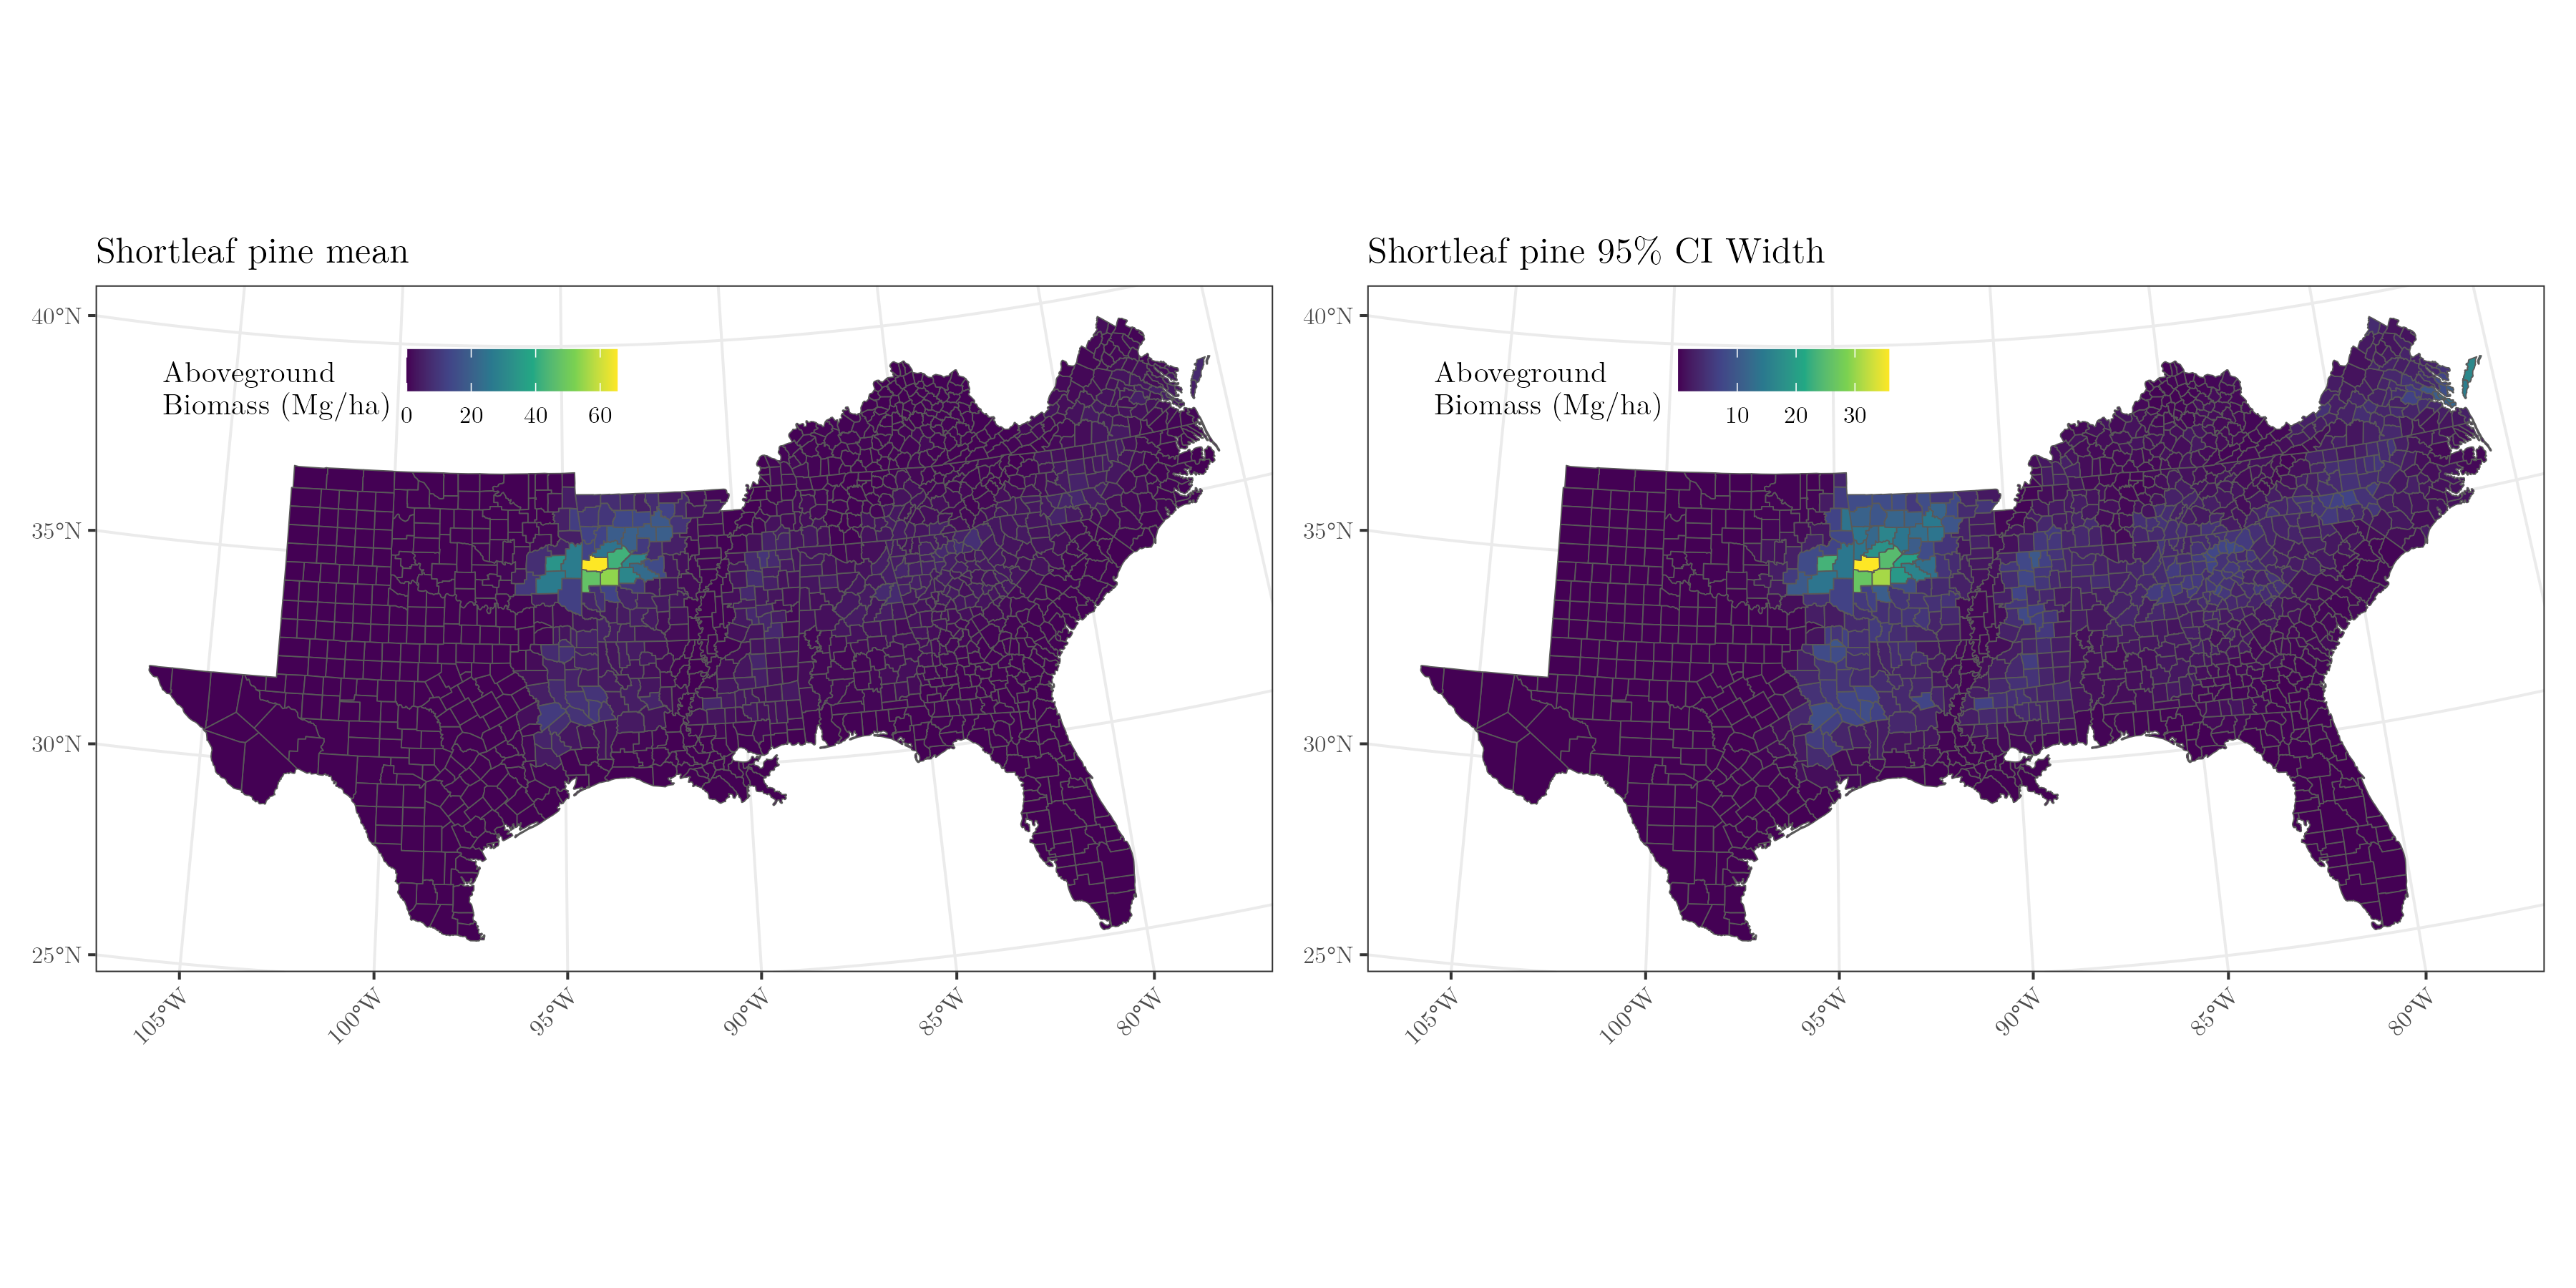 Shortleaf pine mean
40°N
35°N
30°N
25°N
Aboveground
Biomass (Mg/ha)
0 20 40 60
105°W 100°W 95°W 90°W 85°W 80°W
Shortleaf pine 95% CI Width
40°N
35°N
30°N
25°N
Aboveground
Biomass (Mg/ha)
10 20 30
105°W 100°W 95°W 90°W 85°W 80°W